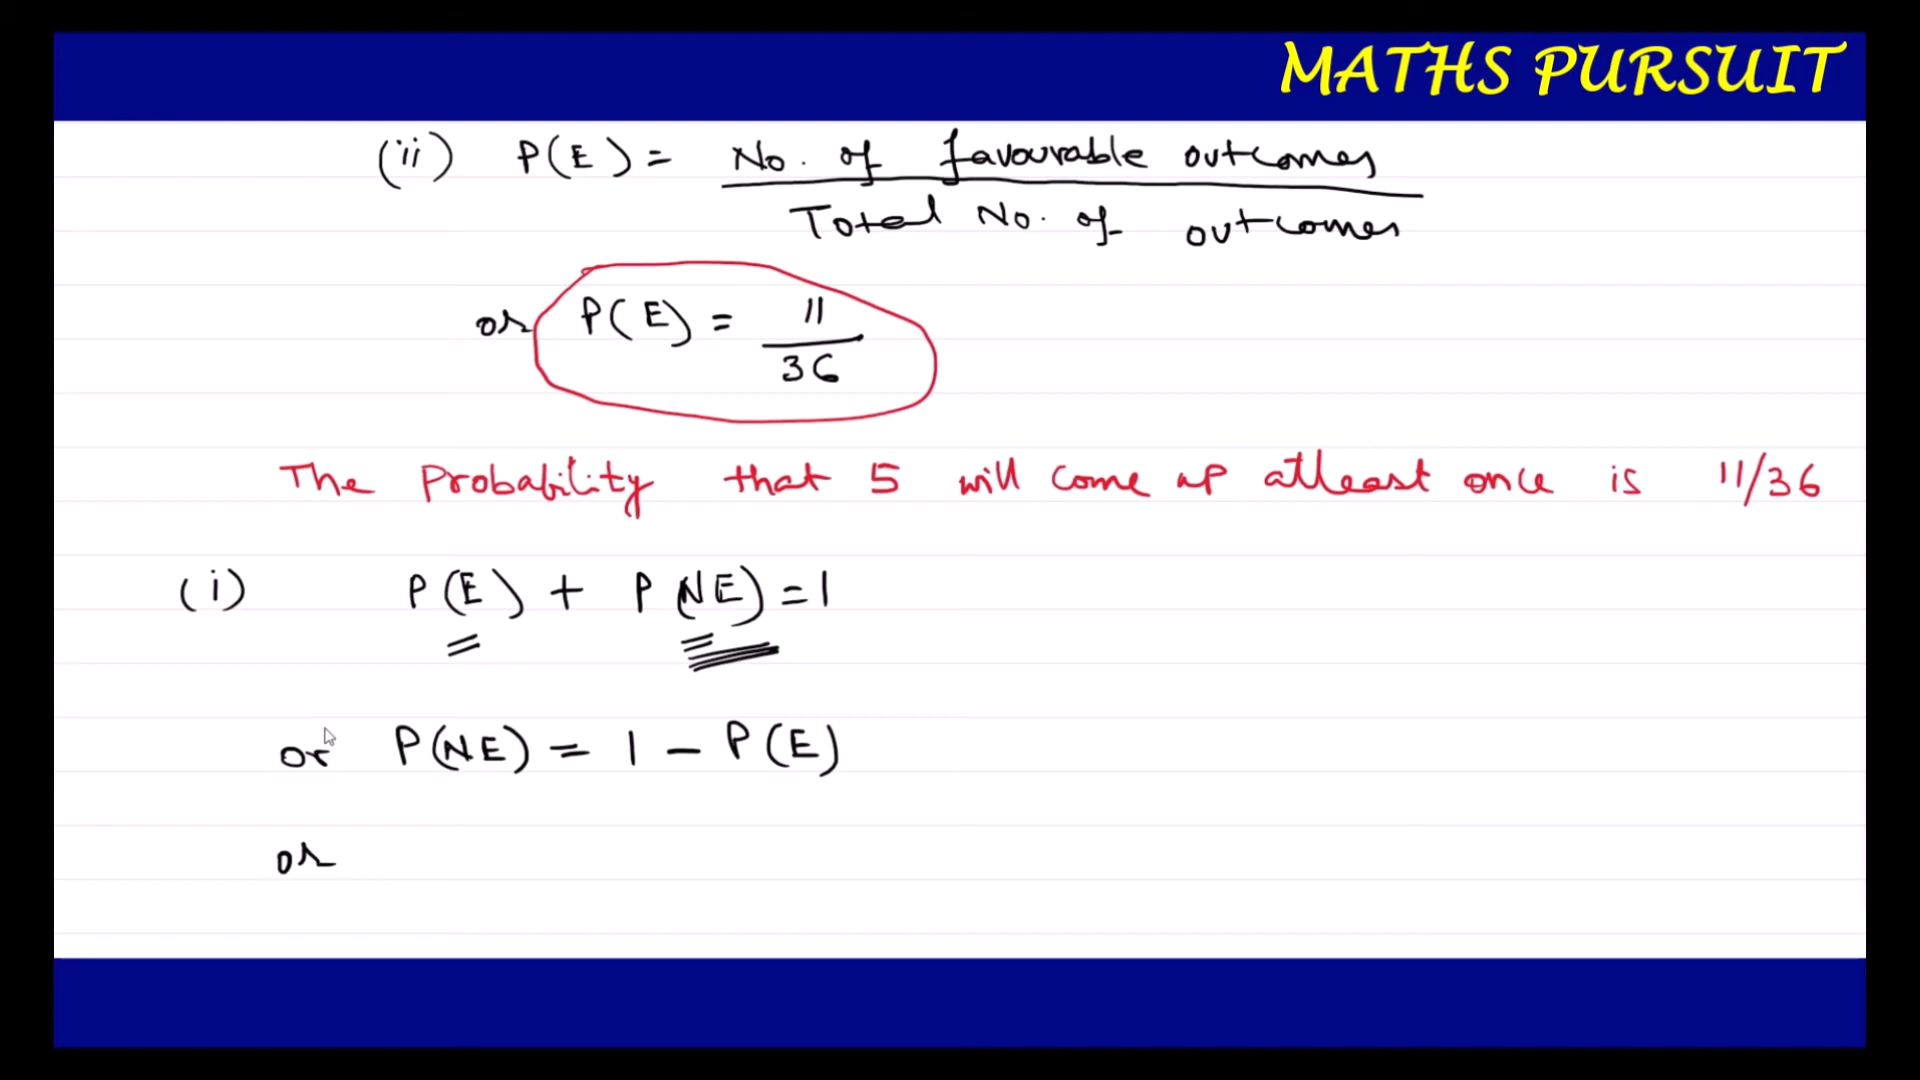 MATHS PURSUIT
(ii) P(E) = No. of favourable outcomes
Total No. of outcomes
or P(E) = 11
36
The Probability that 5 will come up atleast once is 11/36
(i) P(E) + P(NE) = 1
or P(NE) = 1 - P(E)
or